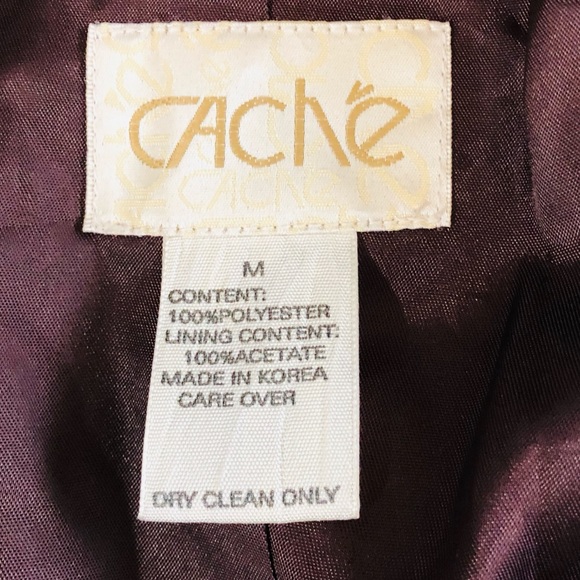 CAChé
M
CONTENT:
100%POLYESTER
LINING CONTENT:
100%ACETATE
MADE IN KOREA
CARE OVER
DRY CLEAN ONLY